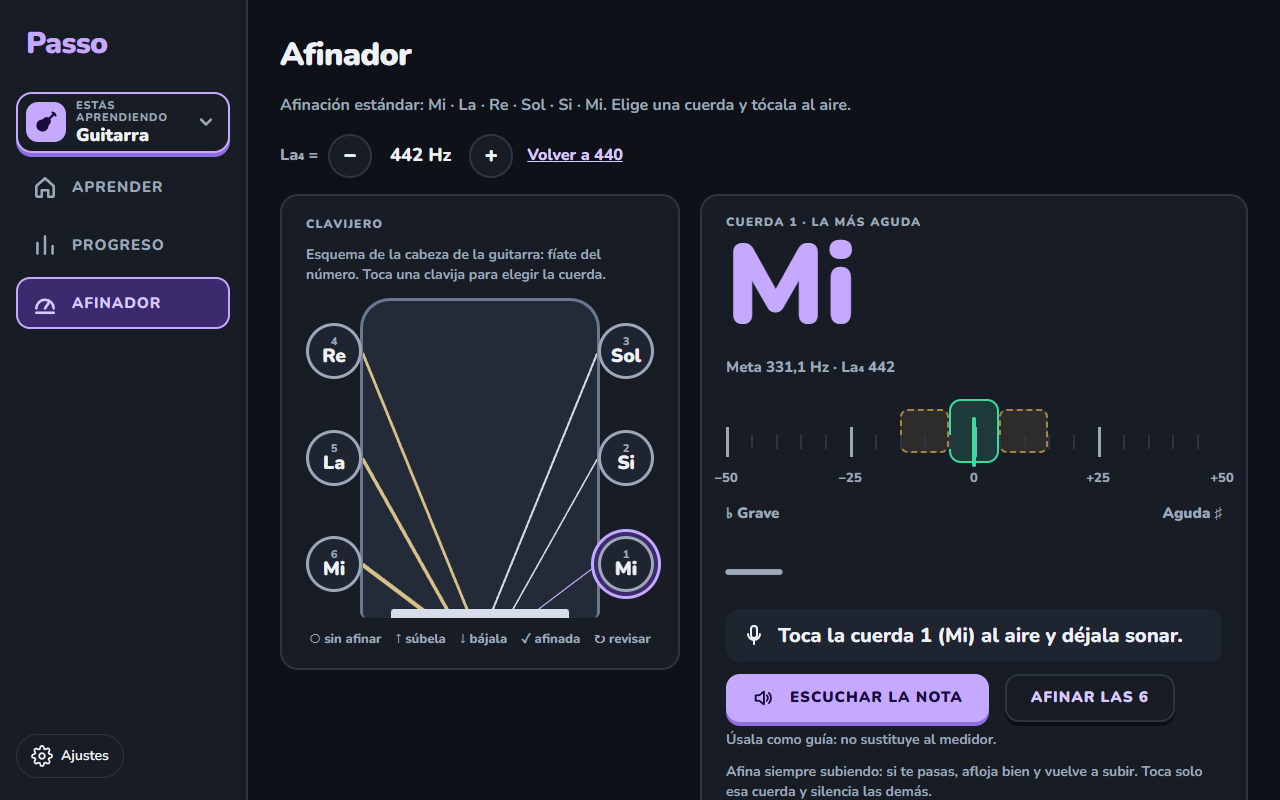 Passo
ESTÁS
APRENDIENDO
Guitarra
APRENDER
PROGRESO
AFINADOR
Ajustes
Afinador
Afinación estándar: Mi · La · Re · Sol · Si · Mi. Elige una cuerda y tócala al aire.
La₄ = − 442 Hz + Volver a 440
CLAVIJERO
Esquema de la cabeza de la guitarra: fíate del
número. Toca una clavija para elegir la cuerda.
4
Re
3
Sol
5
La
2
Si
6
Mi
1
Mi
○ sin afinar ↑ súbela ↓ bájala ✓ afinada ↻ revisar
CUERDA 1 · LA MÁS AGUDA
Mi
Meta 331,1 Hz · La₄ 442
−50 −25 0 +25 +50
♭ Grave Aguda ♯
—
Toca la cuerda 1 (Mi) al aire y déjala sonar.
ESCUCHAR LA NOTA
AFINAR LAS 6
Úsala como guía: no sustituye al medidor.
Afina siempre subiendo: si te pasas, afloja bien y vuelve a subir. Toca solo
esa cuerda y silencia las demás.